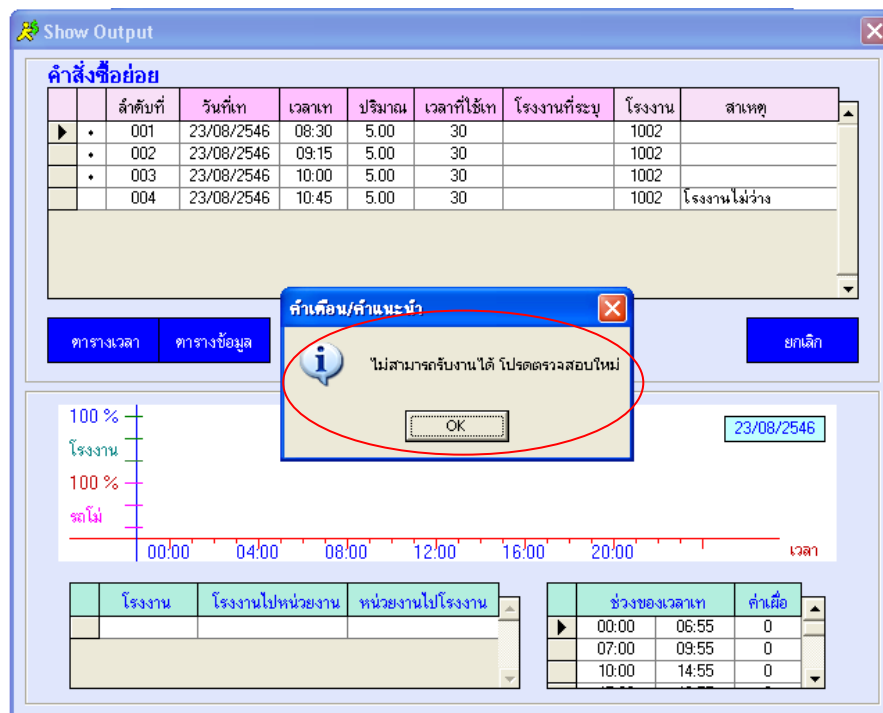 Show Output
คำสั่งซื้อย่อย
ลำดับที่ วันที่เท เวลาเท ปริมาณ เวลาที่ใช้เท โรงงานที่ระบุ โรงงาน สาเหตุ
• 001 23/08/2546 08:30 5.00 30 1002
• 002 23/08/2546 09:15 5.00 30 1002
• 003 23/08/2546 10:00 5.00 30 1002
004 23/08/2546 10:45 5.00 30 1002 โรงงานไม่ว่าง
คำเตือน/คำแนะนำ
ไม่สามารถรับงานได้ โปรดตรวจสอบใหม่
OK
ตารางเวลา ตารางข้อมูล ยกเลิก
100 %
23/08/2546
โรงงาน
100 %
รถโม่
00:00 04:00 08:00 12:00 16:00 20:00 เวลา
โรงงาน โรงงานไปหน่วยงาน หน่วยงานไปโรงงาน
ช่วงของเวลาเท ค่าเผื่อ
00:00 06:55 0
07:00 09:55 0
10:00 14:55 0